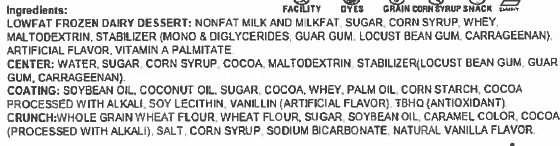 Ingredients:
FACILITY DYES GRAIN CORN SYRUP SNACK
LOWFAT FROZEN DAIRY DESSERT: NONFAT MILK AND MILKFAT, SUGAR, CORN SYRUP, WHEY,
MALTODEXTRIN, STABILIZER (MONO & DIGLYCERIDES, GUAR GUM, LOCUST BEAN GUM, CARRAGEENAN).
ARTIFICIAL FLAVOR, VITAMIN A PALMITATE.
CENTER: WATER, SUGAR, CORN SYRUP, COCOA, MALTODEXTRIN, STABILIZER(LOCUST BEAN GUM, GUAR
GUM, CARRAGEENAN).
COATING: SOYBEAN OIL, COCONUT OIL, SUGAR, COCOA, WHEY, PALM OIL, CORN STARCH, COCOA
PROCESSED WITH ALKALI, SOY LECITHIN, VANILLIN (ARTIFICIAL FLAVOR), TBHQ (ANTIOXIDANT).
CRUNCH:WHOLE GRAIN WHEAT FLOUR, WHEAT FLOUR, SUGAR, SOYBEAN OIL, CARAMEL COLOR, COCOA
(PROCESSED WITH ALKALI), SALT, CORN SYRUP, SODIUM BICARBONATE, NATURAL VANILLA FLAVOR.